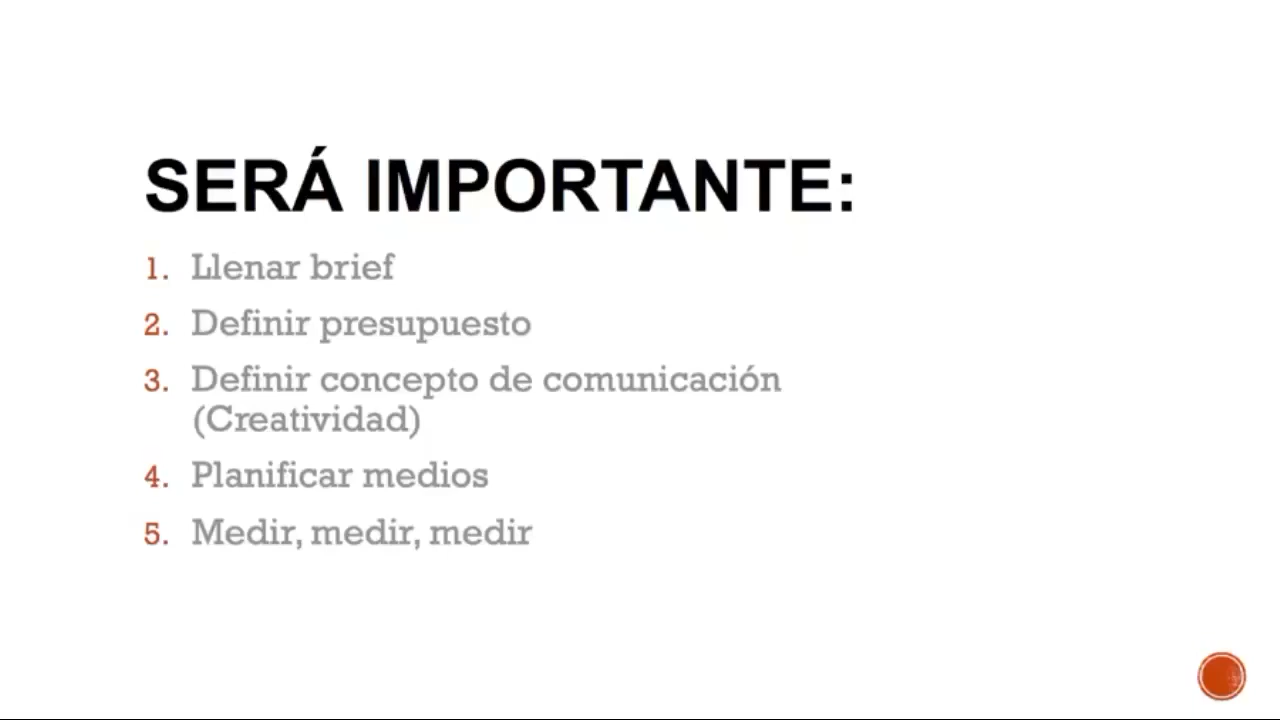 SERÁ IMPORTANTE:
1. Llenar brief
2. Definir presupuesto
3. Definir concepto de comunicación
(Creatividad)
4. Planificar medios
5. Medir, medir, medir